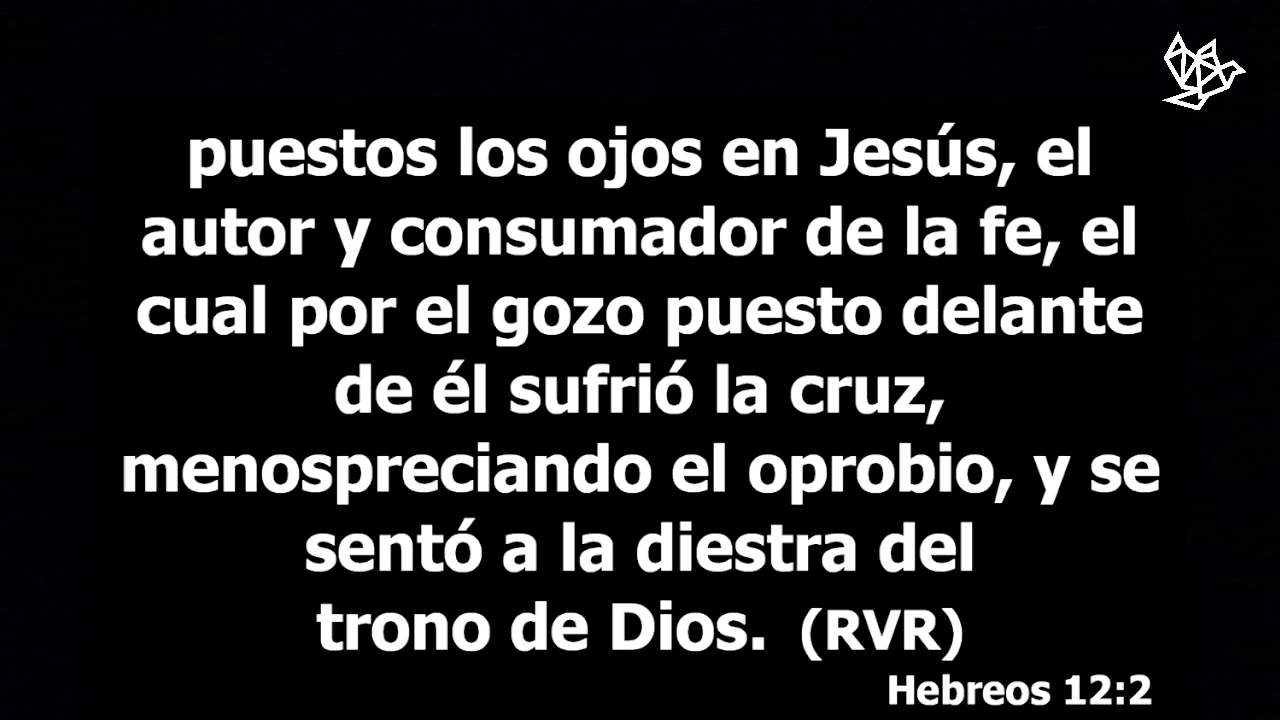 puestos los ojos en Jesús, el
autor y consumador de la fe, el
cual por el gozo puesto delante
de él sufrió la cruz,
menospreciando el oprobio, y se
sentó a la diestra del
trono de Dios. (RVR)
Hebreos 12:2